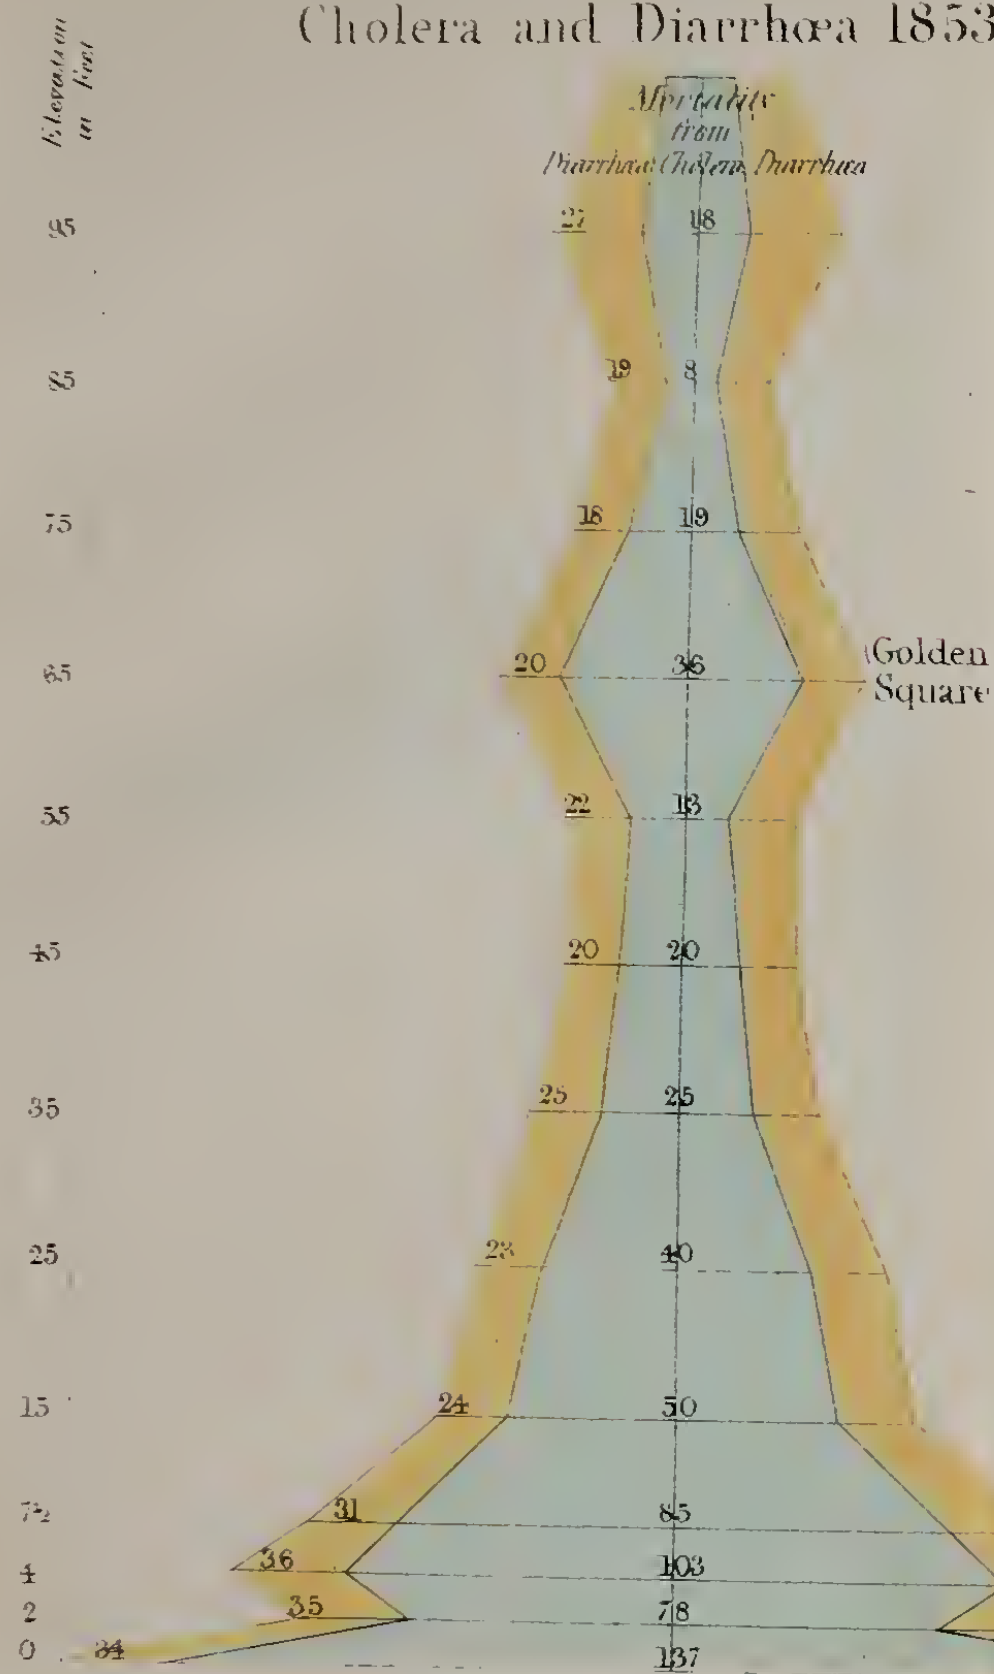 Cholera and Diarrhœa 1853
Elevation
in Feet
Mortality
from
Diarrhœa Cholera Diarrhœa
95 27 18
85 19 8
75 18 19
65 20 36 Golden
Square
55 22
45 20 20
35 25 25
25 40
15 24 50
7½ 31 85
4 36 103
2 35 78
0 34 137